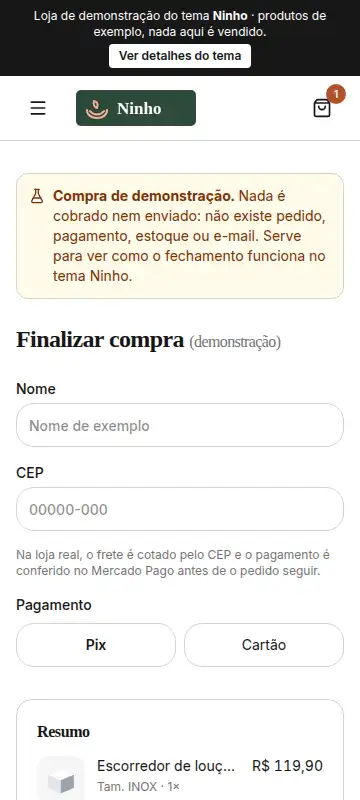 Loja de demonstração do tema Ninho · produtos de
exemplo, nada aqui é vendido.
Ver detalhes do tema
Ninho
1
Compra de demonstração. Nada é
cobrado nem enviado: não existe pedido,
pagamento, estoque ou e-mail. Serve
para ver como o fechamento funciona no
tema Ninho.
Finalizar compra (demonstração)
Nome
Nome de exemplo
CEP
00000-000
Na loja real, o frete é cotado pelo CEP e o pagamento é
conferido no Mercado Pago antes de o pedido seguir.
Pagamento
Pix
Cartão
Resumo
Escorredor de louç... R$ 119,90
Tam. INOX · 1×